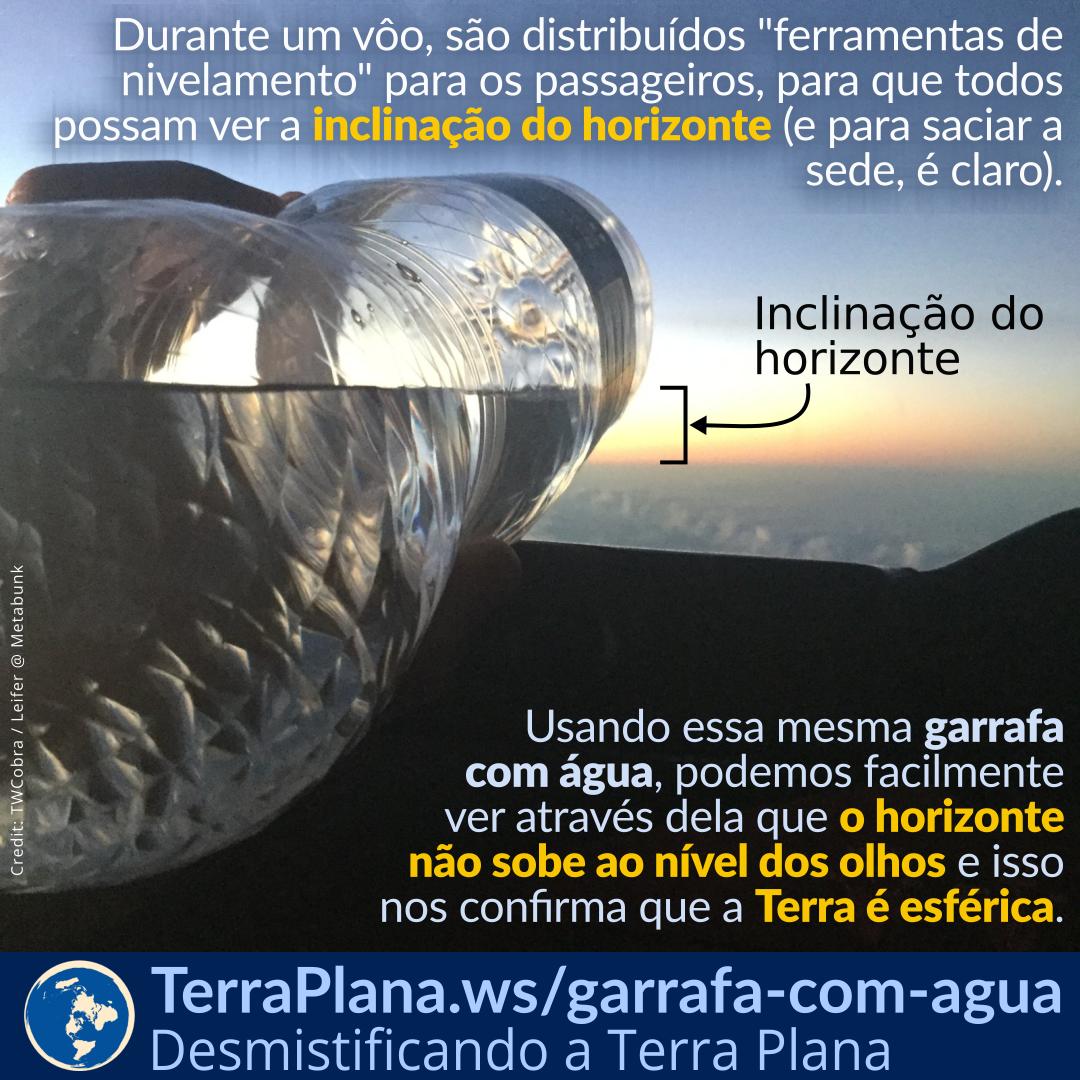 Durante um vôo, são distribuídos "ferramentas de
nivelamento" para os passageiros, para que todos
possam ver a inclinação do horizonte (e para saciar a
sede, é claro).
Inclinação do
horizonte
Credit: TWCobra / Leifer @ Metabunk
Usando essa mesma garrafa
com água, podemos facilmente
ver através dela que o horizonte
não sobe ao nível dos olhos e isso
nos confirma que a Terra é esférica.
TerraPlana.ws/garrafa-com-agua
Desmistificando a Terra Plana